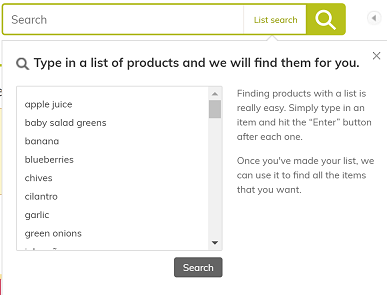 Search
List search
Type in a list of products and we will find them for you.
apple juice
baby salad greens
banana
blueberries
chives
cilantro
garlic
green onions
Finding products with a list is
really easy. Simply type in an
item and hit the “Enter” button
after each one.
Once you've made your list, we
can use it to find all the items
that you want.
Search